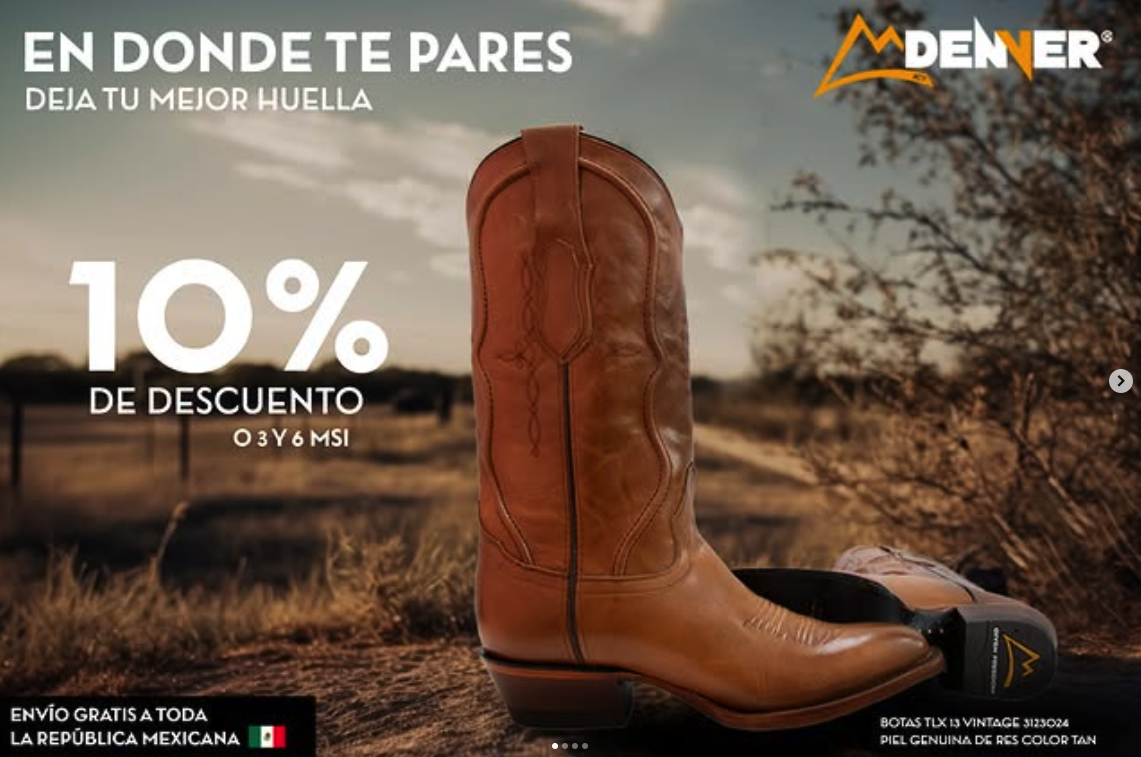 EN DONDE TE PARES
DEJA TU MEJOR HUELLA
DENVER®
10%
DE DESCUENTO
O 3 Y 6 MSI
ENVÍO GRATIS A TODA
LA REPÚBLICA MEXICANA
BOTAS TLX 13 VINTAGE 3123024
PIEL GENUINA DE RES COLOR TAN